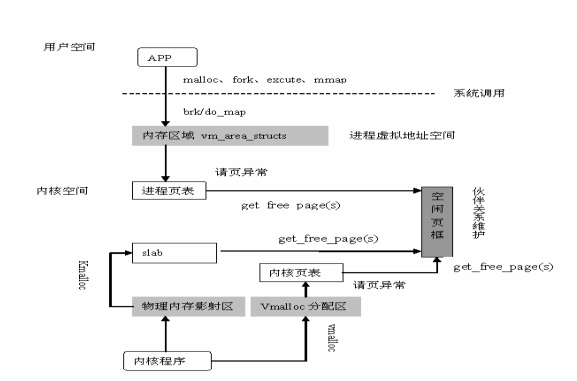 用户空间
APP
malloc、fork、excute、mmap
系统调用
brk/do_map
内存区域 vm_area_structs
进程虚拟地址空间
请页异常
内核空间
进程页表
get free page(s)
空闲页框
伙伴关系维护
slab
get_free_page(s)
内核页表
get_free_page(s)
请页异常
Kmalloc
物理内存影射区
Vmalloc 分配区
vmalloc
内核程序